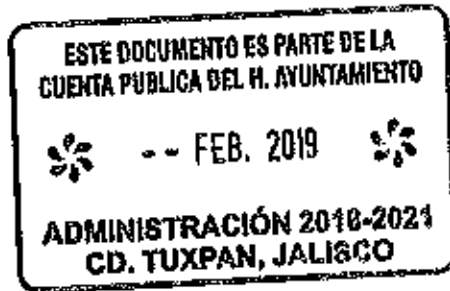 ESTE DOCUMENTO ES PARTE DE LA
CUENTA PUBLICA DEL H. AYUNTAMIENTO
-- FEB. 2019
ADMINISTRACIÓN 2018-2021
CD. TUXPAN, JALISCO